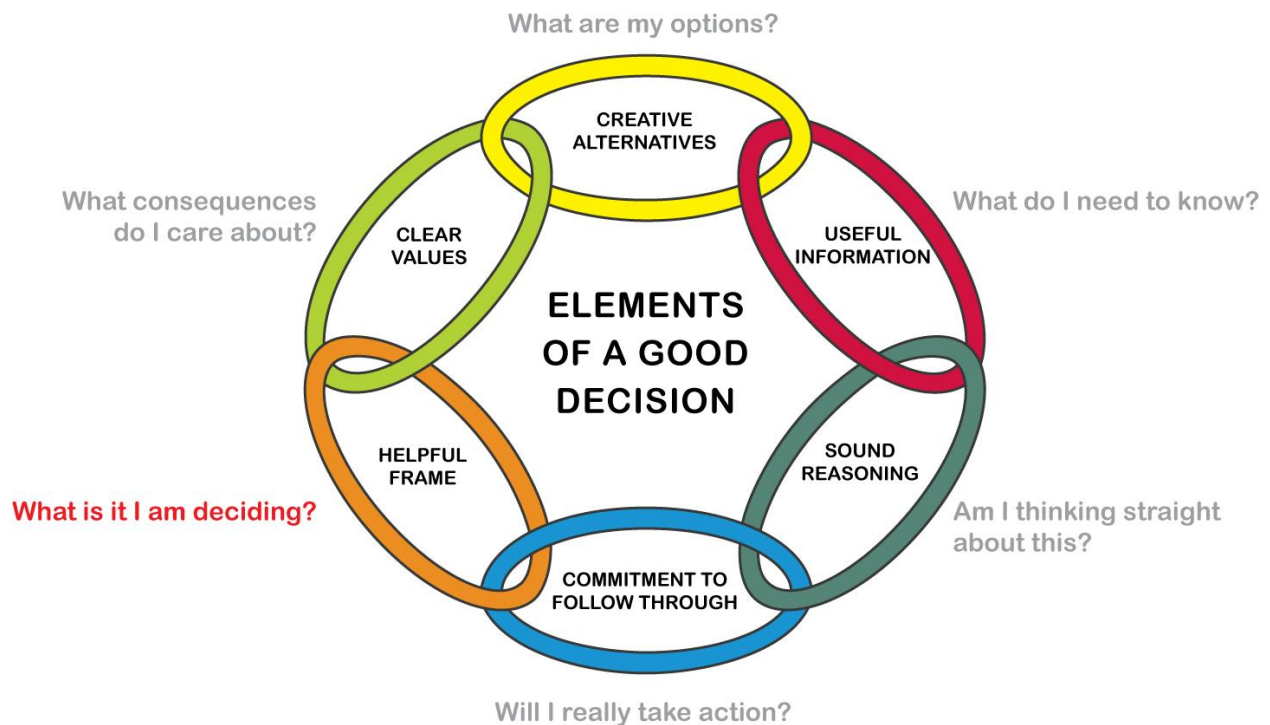 What are my options?
CREATIVE
ALTERNATIVES
What consequences
do I care about?
CLEAR
VALUES
What do I need to know?
USEFUL
INFORMATION
ELEMENTS
OF A GOOD
DECISION
HELPFUL
FRAME
What is it I am deciding?
SOUND
REASONING
Am I thinking straight
about this?
COMMITMENT TO
FOLLOW THROUGH
Will I really take action?